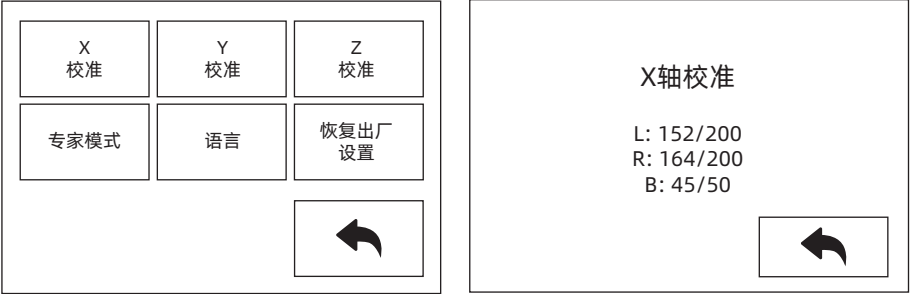 X
校准
Y
校准
Z
校准
专家模式
语言
恢复出厂
设置
X轴校准
L: 152/200
R: 164/200
B: 45/50